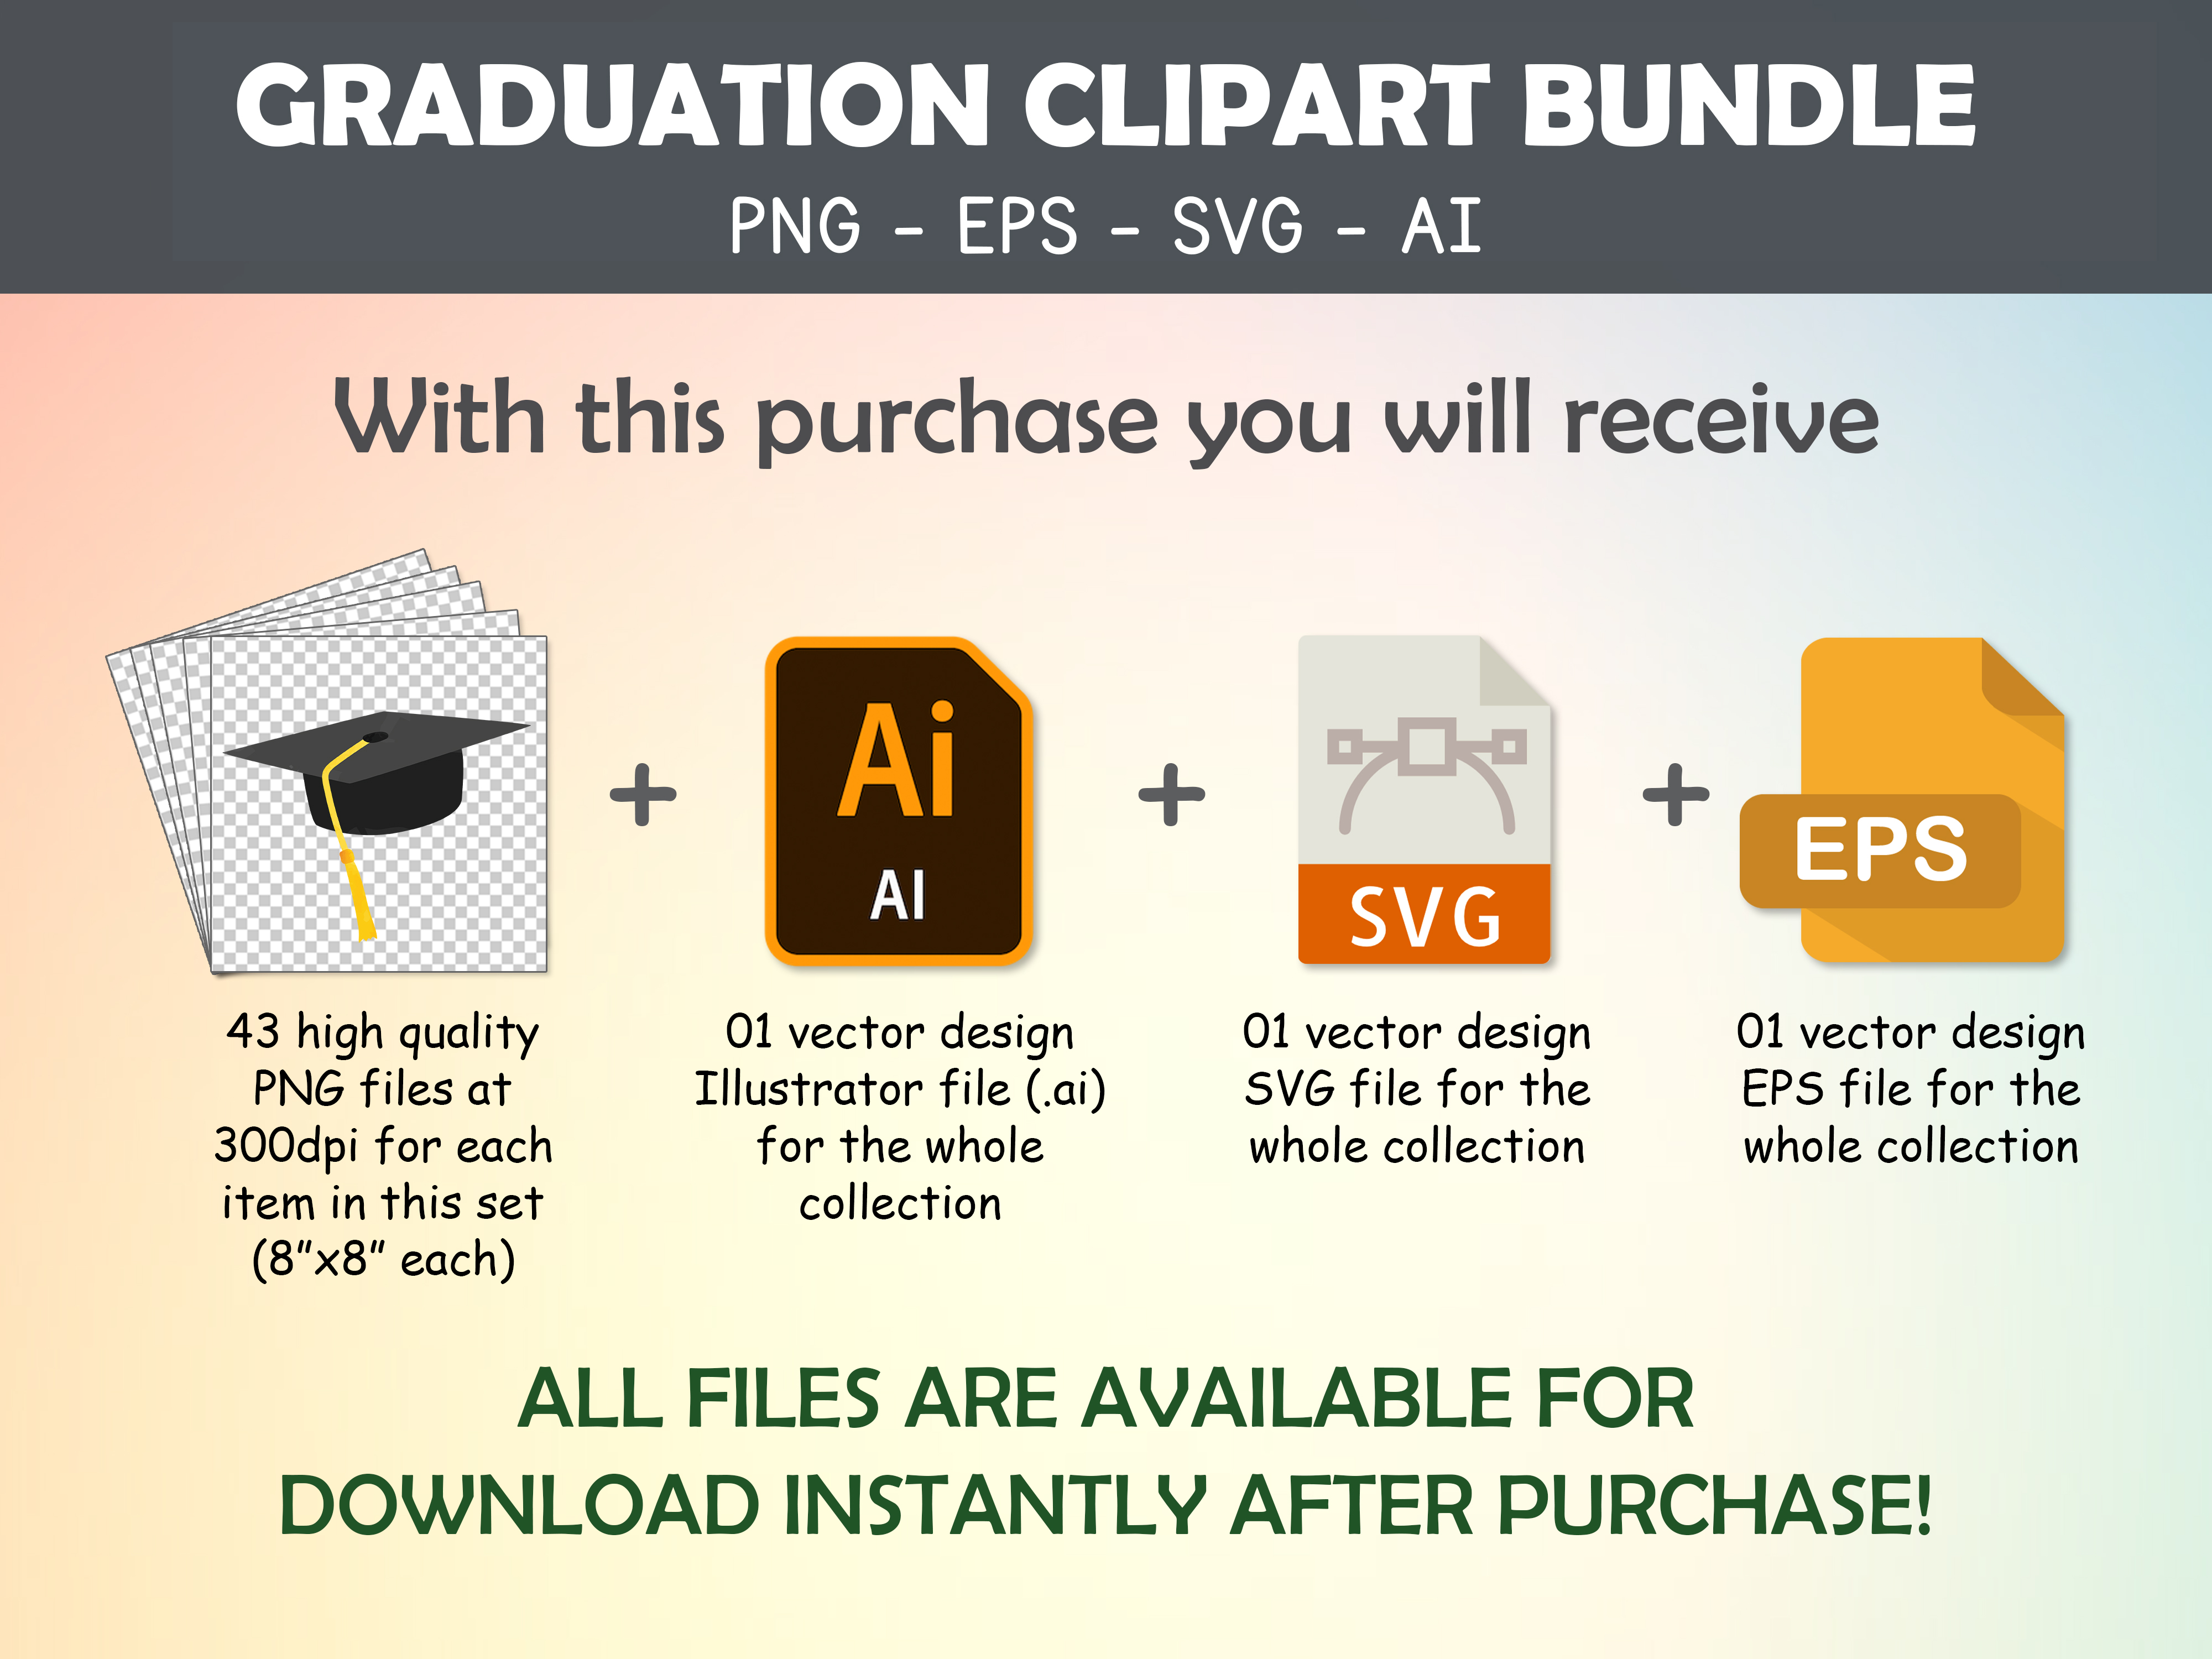 GRADUATION CLIPART BUNDLE
PNG - EPS - SVG - AI
With this purchase you will receive
+
Ai
AI
+
SVG
+
EPS
43 high quality
PNG files at
300dpi for each
item in this set
(8”x8” each)
01 vector design
Illustrator file (.ai)
for the whole
collection
01 vector design
SVG file for the
whole collection
01 vector design
EPS file for the
whole collection
ALL FILES ARE AVAILABLE FOR
DOWNLOAD INSTANTLY AFTER PURCHASE!